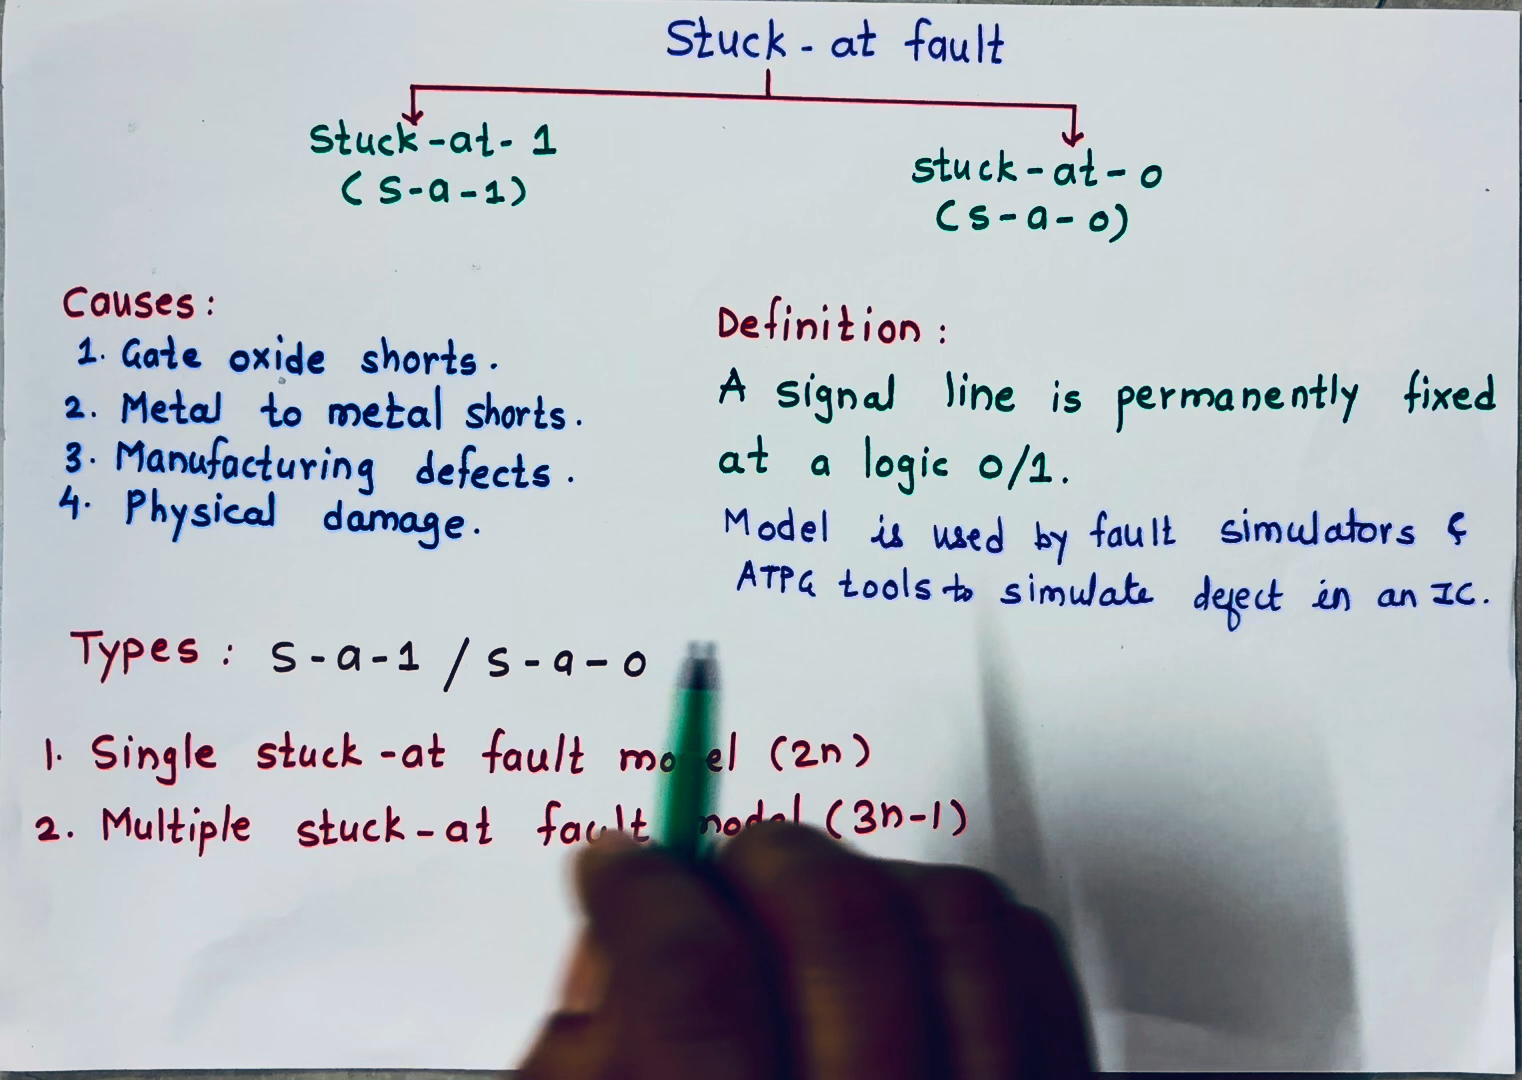 Stuck-at fault
Stuck-at-1
(S-a-1)
stuck-at-0
(s-a-0)
Causes:
1. Gate oxide shorts.
2. Metal to metal shorts.
3. Manufacturing defects.
4. Physical damage.
Definition:
A signal line is permanently fixed
at a logic 0/1.
Model is used by fault simulators &
ATPG tools to simulate defect in an IC.
Types: S-a-1 / s-a-0
1. Single stuck-at fault model (2n)
2. Multiple stuck-at fault model (3n-1)